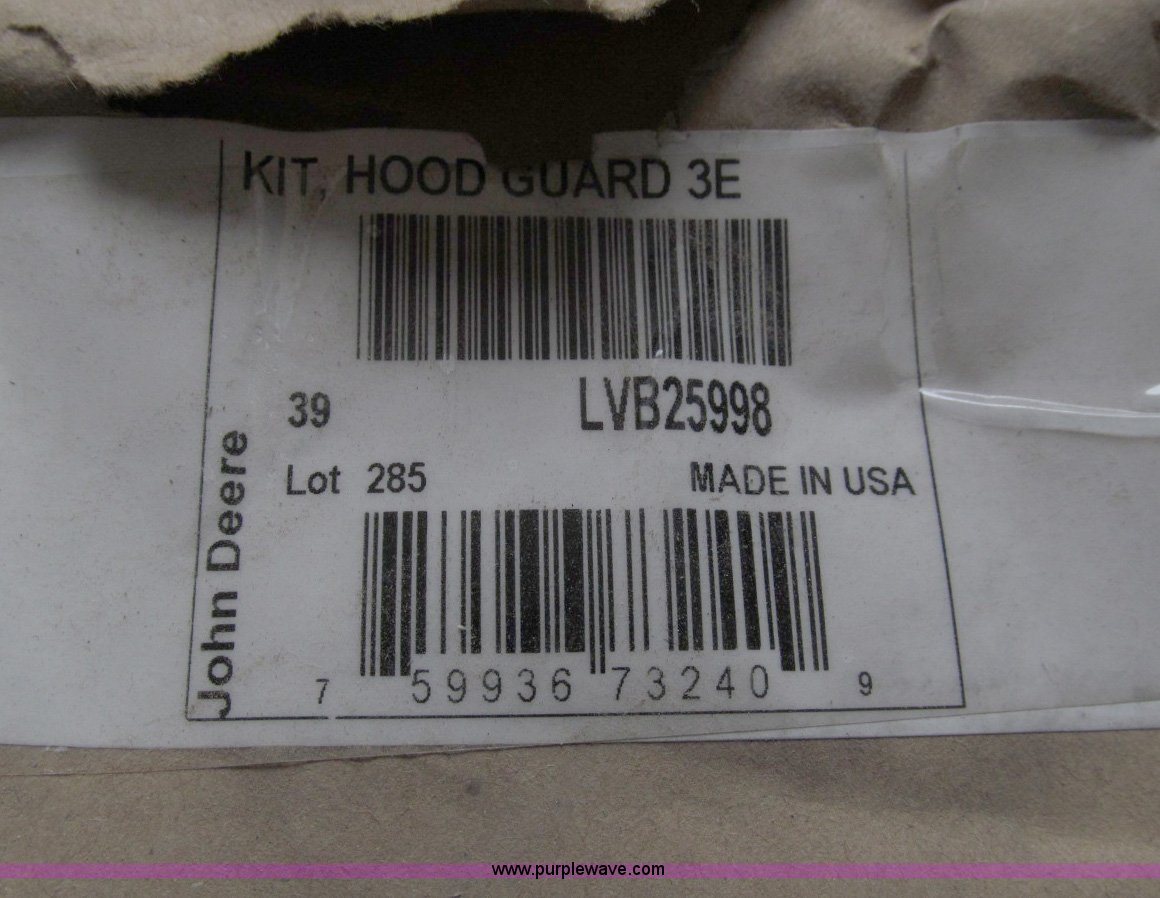 KIT, HOOD GUARD 3E
39
LVB25998
Lot 285
MADE IN USA
John Deere
7 59936 73240 9
www.purplewave.com